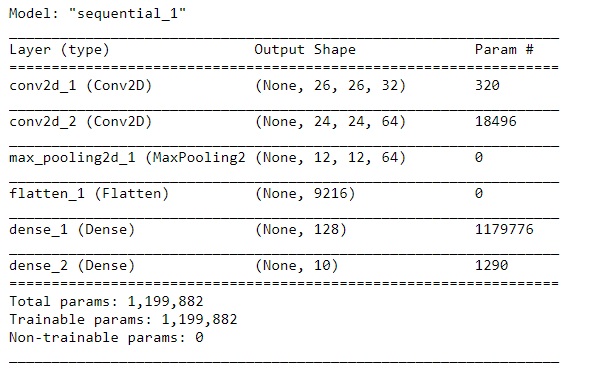 Model: "sequential_1"
_________________________________________________________________
Layer (type)                 Output Shape              Param #
=================================================================
conv2d_1 (Conv2D)            (None, 26, 26, 32)        320
_________________________________________________________________
conv2d_2 (Conv2D)            (None, 24, 24, 64)        18496
_________________________________________________________________
max_pooling2d_1 (MaxPooling2 (None, 12, 12, 64)        0
_________________________________________________________________
flatten_1 (Flatten)          (None, 9216)              0
_________________________________________________________________
dense_1 (Dense)              (None, 128)               1179776
_________________________________________________________________
dense_2 (Dense)              (None, 10)                1290
=================================================================
Total params: 1,199,882
Trainable params: 1,199,882
Non-trainable params: 0
_________________________________________________________________